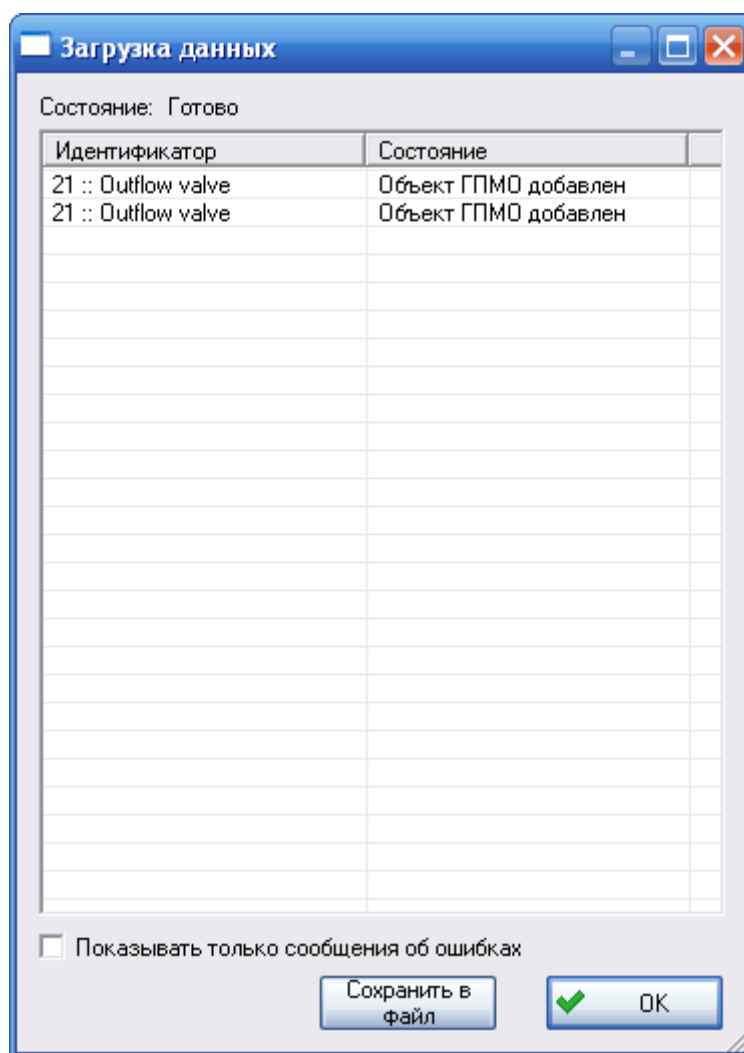 Загрузка данных
Состояние: Готово
Идентификатор Состояние
21 :: Outflow valve Объект ГПМО добавлен
21 :: Outflow valve Объект ГПМО добавлен
Показывать только сообщения об ошибках
Сохранить в
файл
OK